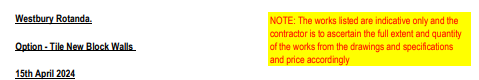 Westbury Rotanda.
Option - Tile New Block Walls
15th April 2024
NOTE: The works listed are indicative only and the
contractor is to ascertain the full extent and quantity
of the works from the drawings and specifications
and price accordingly